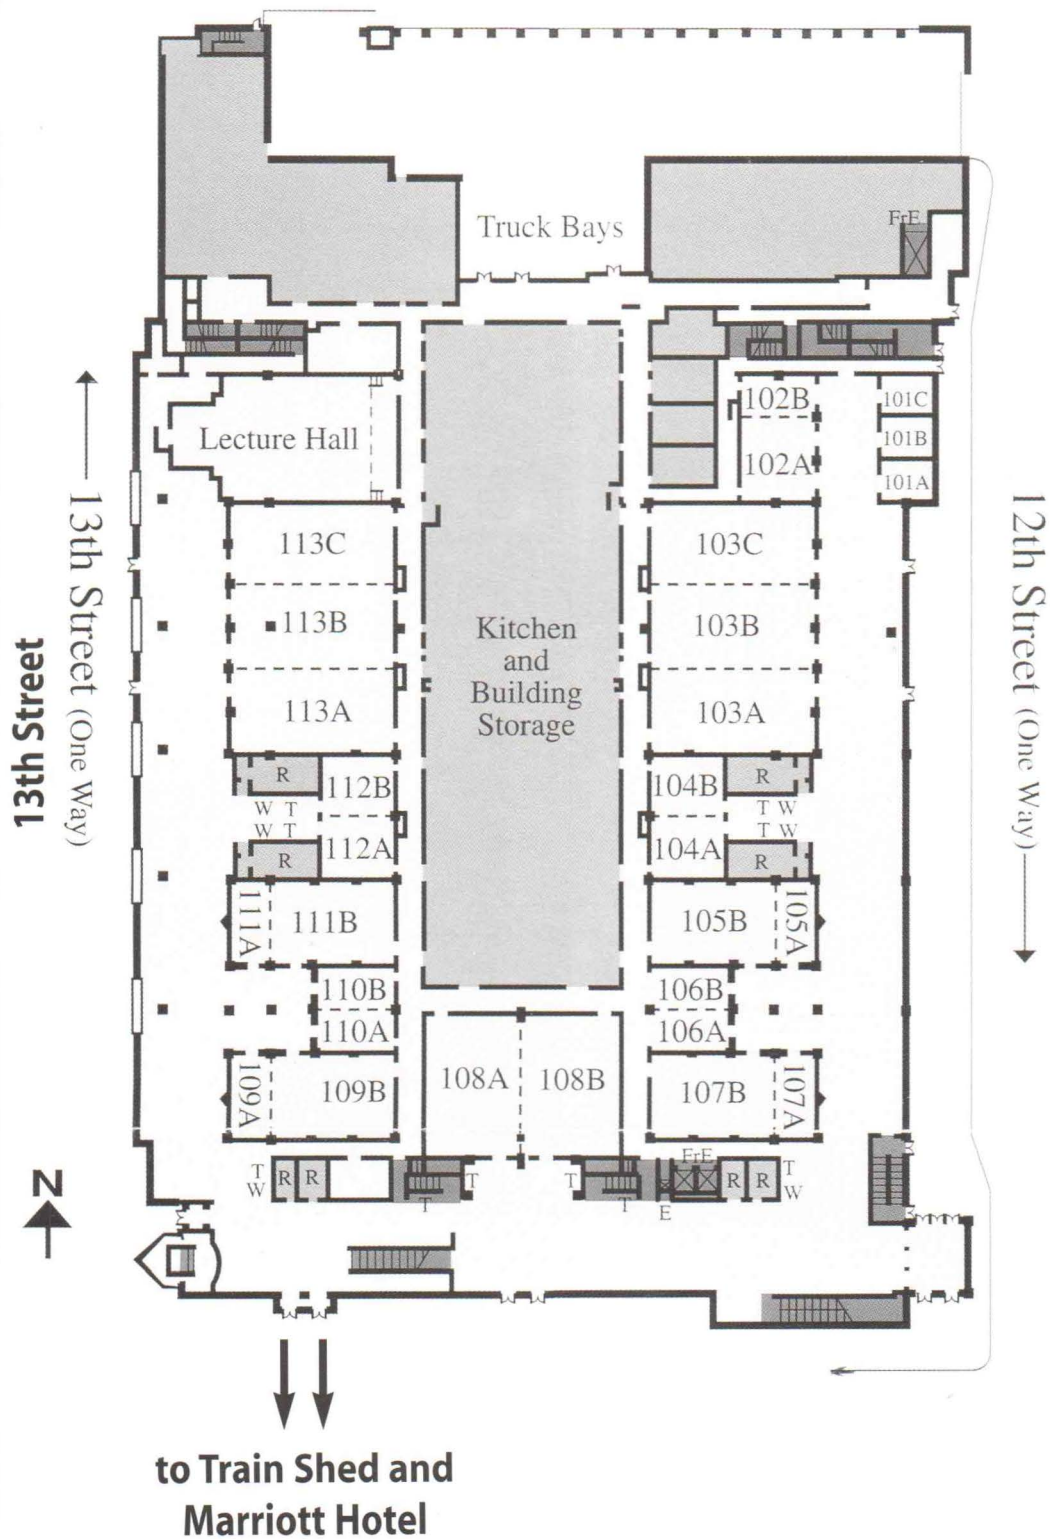 Truck Bays
FrE
102B
101C
Lecture Hall
101B
102A
101A
113C
103C
113B
Kitchen
and
Building
Storage
103B
113A
103A
R
112B
104B
R
W T
W T
T W
T W
112A
104A
R
R
111A
111B
105B
105A
110B
106B
110A
106A
109A
109B
108A
108B
107B
107A
T
W
R
R
T
T
T
T
FrE
E
R
R
T
W
13th Street
13th Street (One Way)
12th Street (One Way)
N
to Train Shed and
Marriott Hotel